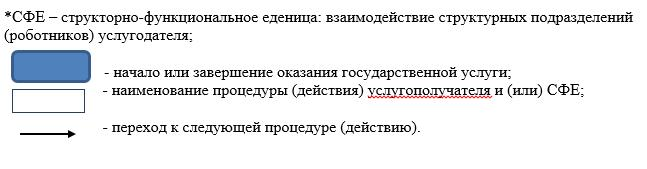 *СФЕ – структорно-функциональное еденица: взаимодействие структурных подразделений
(роботников) услугодателя;
- начало или завершение оказания государственной услуги;
- наименование процедуры (действия) услугополучателя и (или) СФЕ;
- переход к следующей процедуре (действию).